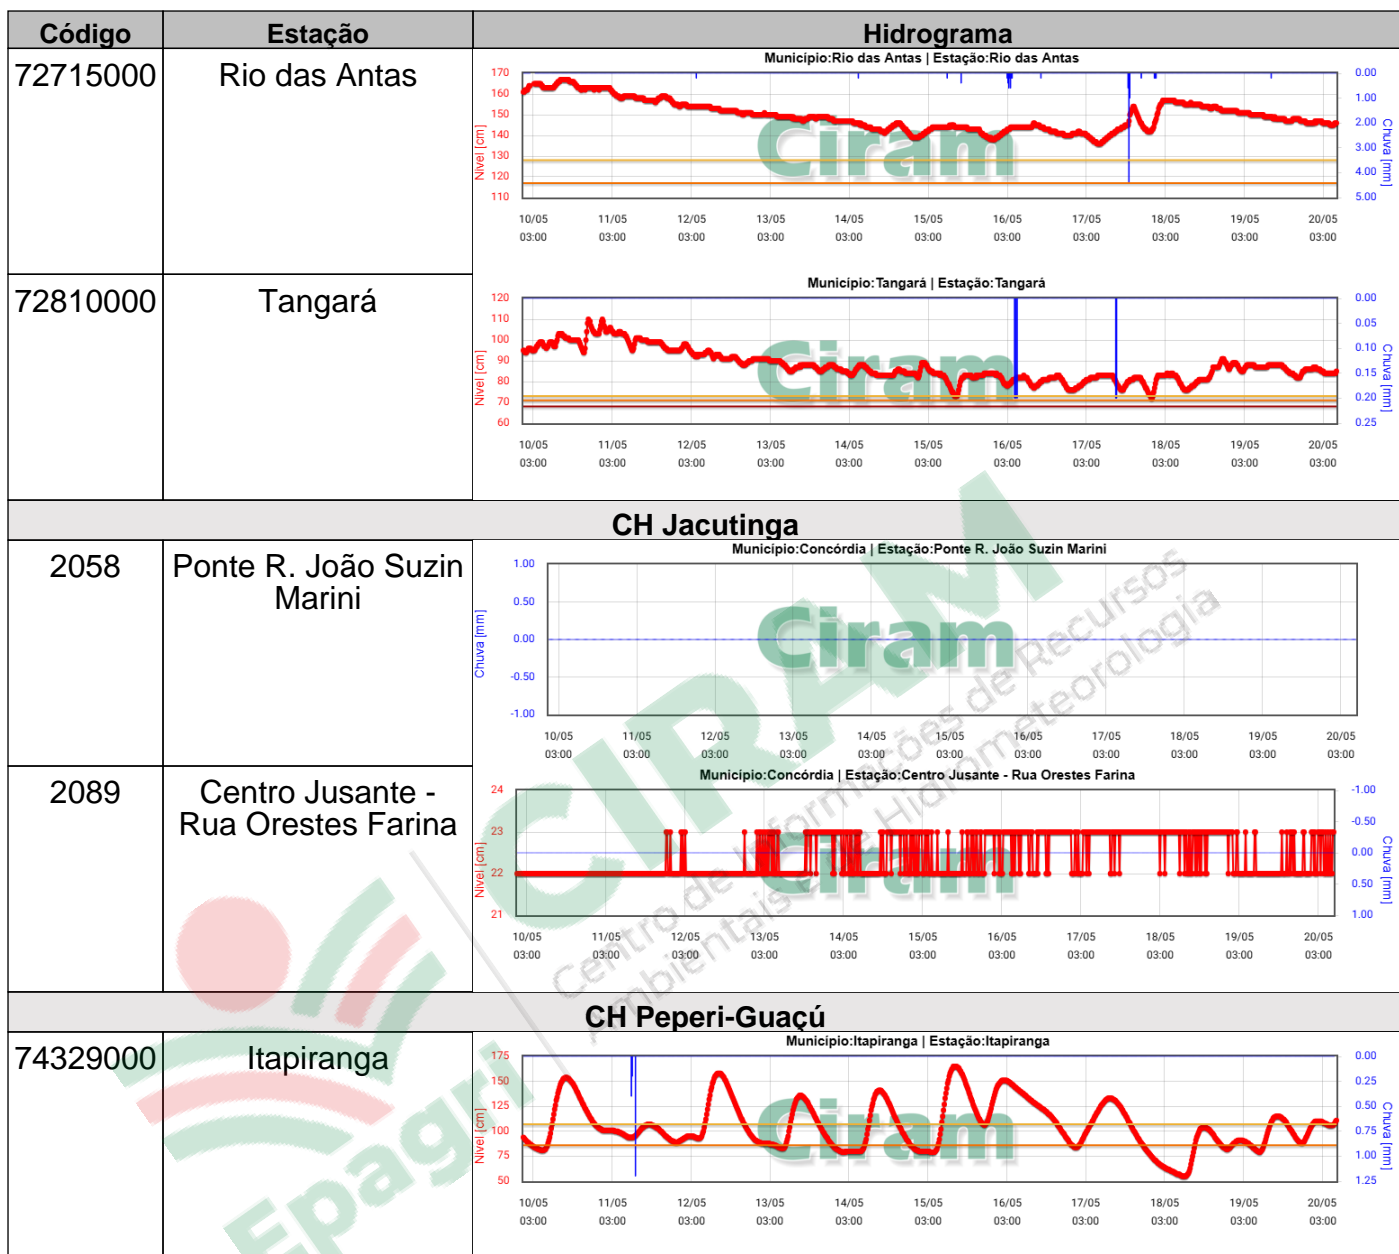 Código Estação Hidrograma
72715000 Rio das Antas
Município:Rio das Antas | Estação:Rio das Antas
170 160 150 140 130 120 110
Nível [cm]
0.00 1.00 2.00 3.00 4.00 5.00
Chuva [mm]
Ciram
10/05 11/05 12/05 13/05 14/05 15/05 16/05 17/05 18/05 19/05 20/05
03:00 03:00 03:00 03:00 03:00 03:00 03:00 03:00 03:00 03:00 03:00
72810000 Tangará
Município:Tangará | Estação:Tangará
120 110 100 90 80 70 60
Nível [cm]
0.00 0.05 0.10 0.15 0.20 0.25
Chuva [mm]
Ciram
10/05 11/05 12/05 13/05 14/05 15/05 16/05 17/05 18/05 19/05 20/05
03:00 03:00 03:00 03:00 03:00 03:00 03:00 03:00 03:00 03:00 03:00
CH Jacutinga
2058 Ponte R. João Suzin
Marini
Município:Concórdia | Estação:Ponte R. João Suzin Marini
1.00 0.50 0.00 -0.50 -1.00
Chuva [mm]
Ciram
10/05 11/05 12/05 13/05 14/05 15/05 16/05 17/05 18/05 19/05 20/05
03:00 03:00 03:00 03:00 03:00 03:00 03:00 03:00 03:00 03:00 03:00
2089 Centro Jusante -
Rua Orestes Farina
Município:Concórdia | Estação:Centro Jusante - Rua Orestes Farina
24 23 22 21
Nível [cm]
-1.00 -0.50 0.00 0.50 1.00
Chuva [mm]
Ciram
10/05 11/05 12/05 13/05 14/05 15/05 16/05 17/05 18/05 19/05 20/05
03:00 03:00 03:00 03:00 03:00 03:00 03:00 03:00 03:00 03:00 03:00
CH Peperi-Guaçú
74329000 Itapiranga
Município:Itapiranga | Estação:Itapiranga
175 150 125 100 75 50
Nível [cm]
0.00 0.25 0.50 0.75 1.00 1.25
Chuva [mm]
Ciram
10/05 11/05 12/05 13/05 14/05 15/05 16/05 17/05 18/05 19/05 20/05
03:00 03:00 03:00 03:00 03:00 03:00 03:00 03:00 03:00 03:00 03:00
Epagri
CIRAM
Centro de Informações de Recursos
Ambientais e de Hidrometeorologia